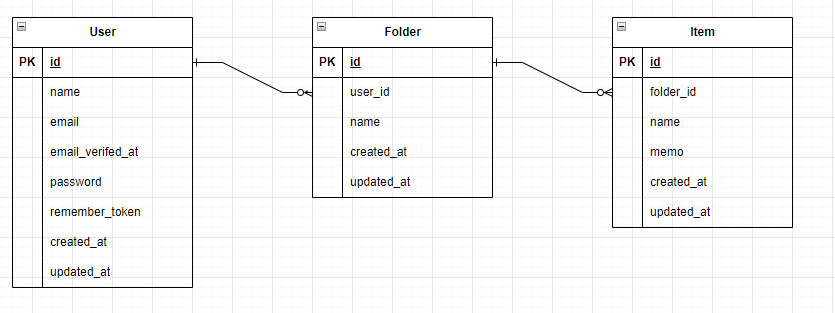 User
PK id
name
email
email_verifed_at
password
remember_token
created_at
updated_at
Folder
PK id
user_id
name
created_at
updated_at
Item
PK id
folder_id
name
memo
created_at
updated_at